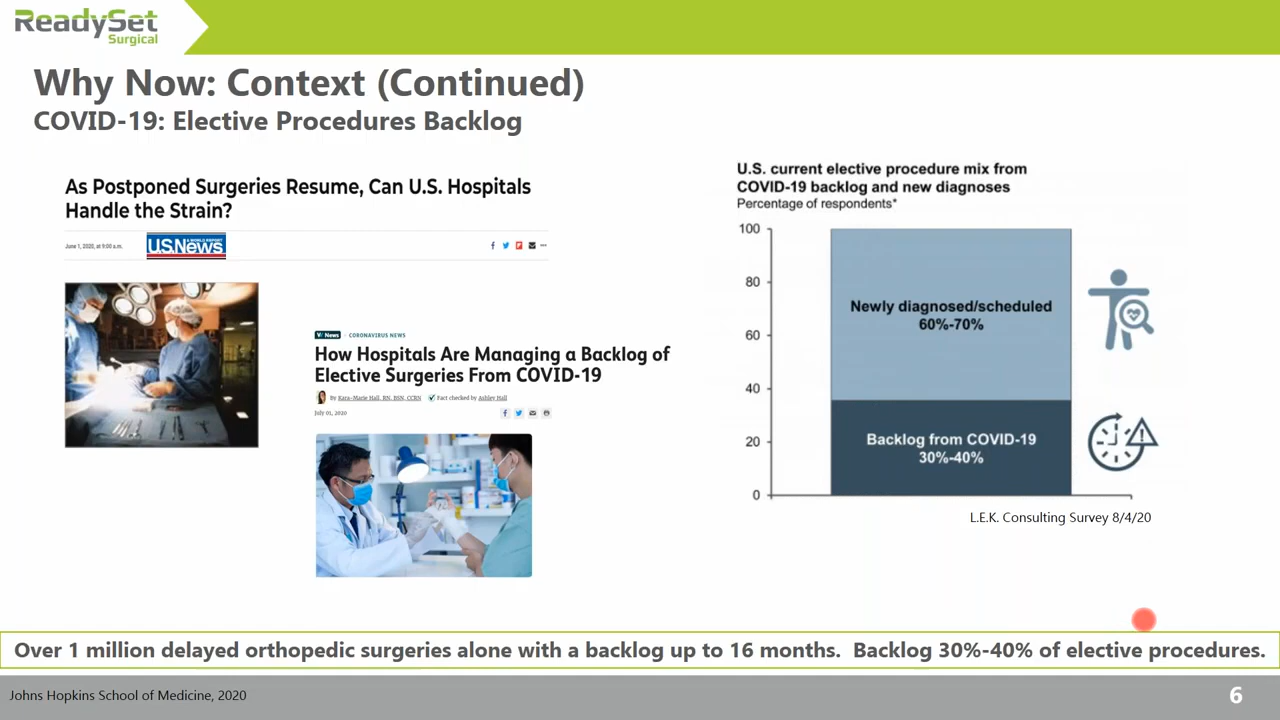 ReadySet
Surgical
Why Now: Context (Continued)
COVID-19: Elective Procedures Backlog
As Postponed Surgeries Resume, Can U.S. Hospitals
Handle the Strain?
June 1, 2020, at 9:00 a.m.
U.S.News
WORLD REPORT
News · CORONAVIRUS NEWS
How Hospitals Are Managing a Backlog of
Elective Surgeries From COVID-19
By Kara-Marie Hall, RN, BSN, CCRN Fact checked by Ashley Hall
July 01, 2020
U.S. current elective procedure mix from
COVID-19 backlog and new diagnoses
Percentage of respondents*
100
80
60
40
20
0
Newly diagnosed/scheduled
60%-70%
Backlog from COVID-19
30%-40%
L.E.K. Consulting Survey 8/4/20
Over 1 million delayed orthopedic surgeries alone with a backlog up to 16 months. Backlog 30%-40% of elective procedures.
Johns Hopkins School of Medicine, 2020
6